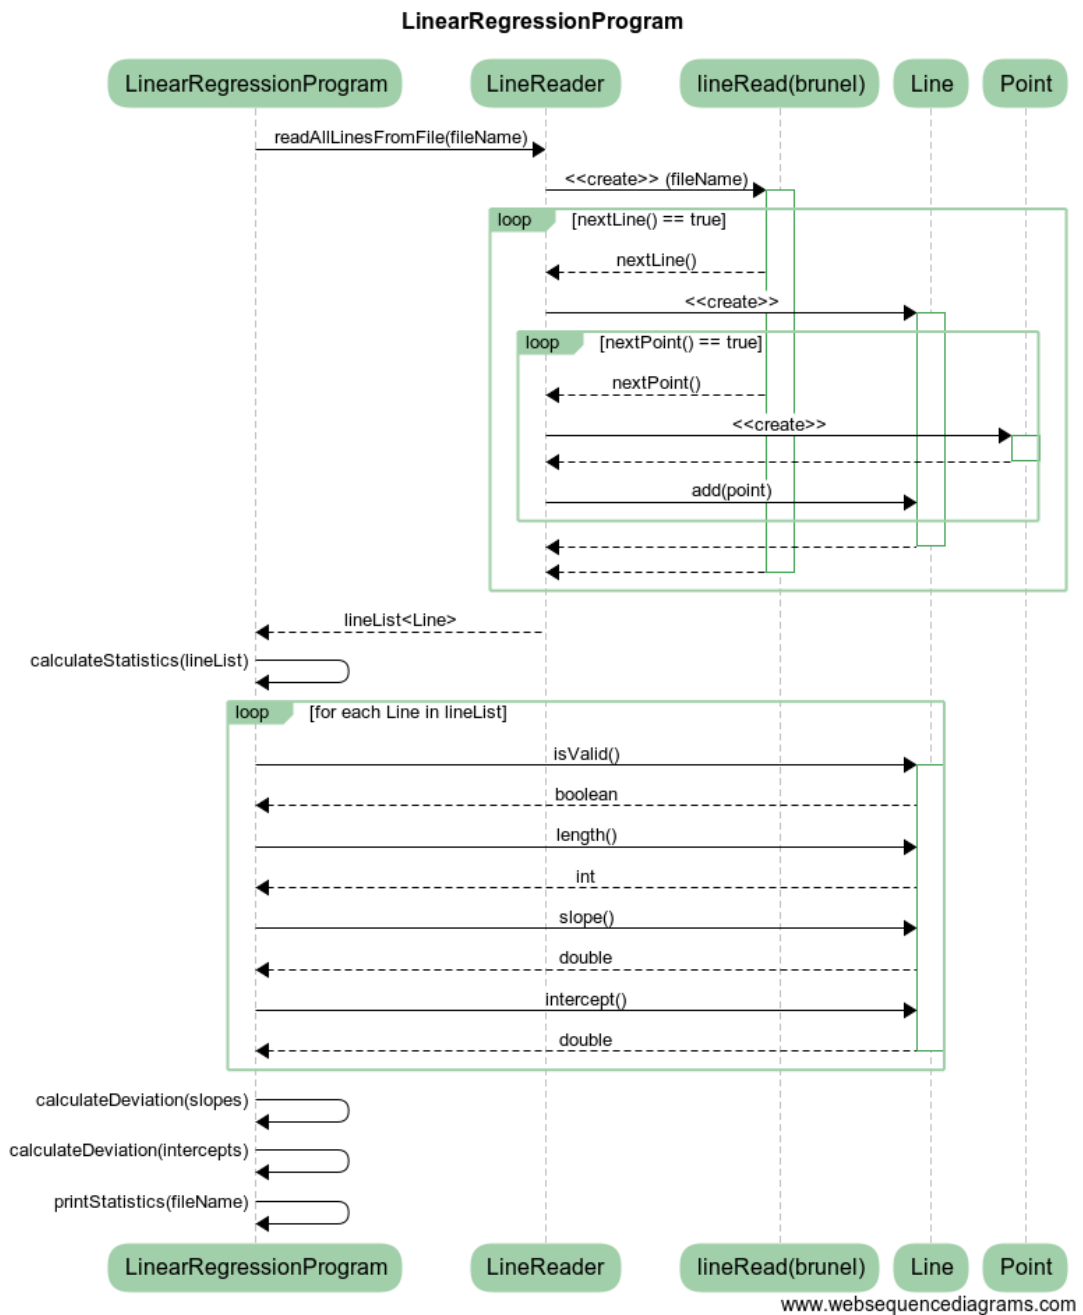 LinearRegressionProgram
LinearRegressionProgram LineReader lineRead(brunel) Line Point
readAllLinesFromFile(fileName)
<<create>> (fileName)
loop [nextLine() == true]
nextLine()
<<create>>
loop [nextPoint() == true]
nextPoint()
<<create>>
add(point)
lineList<Line>
calculateStatistics(lineList)
loop [for each Line in lineList]
isValid()
boolean
length()
int
slope()
double
intercept()
double
calculateDeviation(slopes)
calculateDeviation(intercepts)
printStatistics(fileName)
LinearRegressionProgram LineReader lineRead(brunel) Line Point
www.websequencediagrams.com